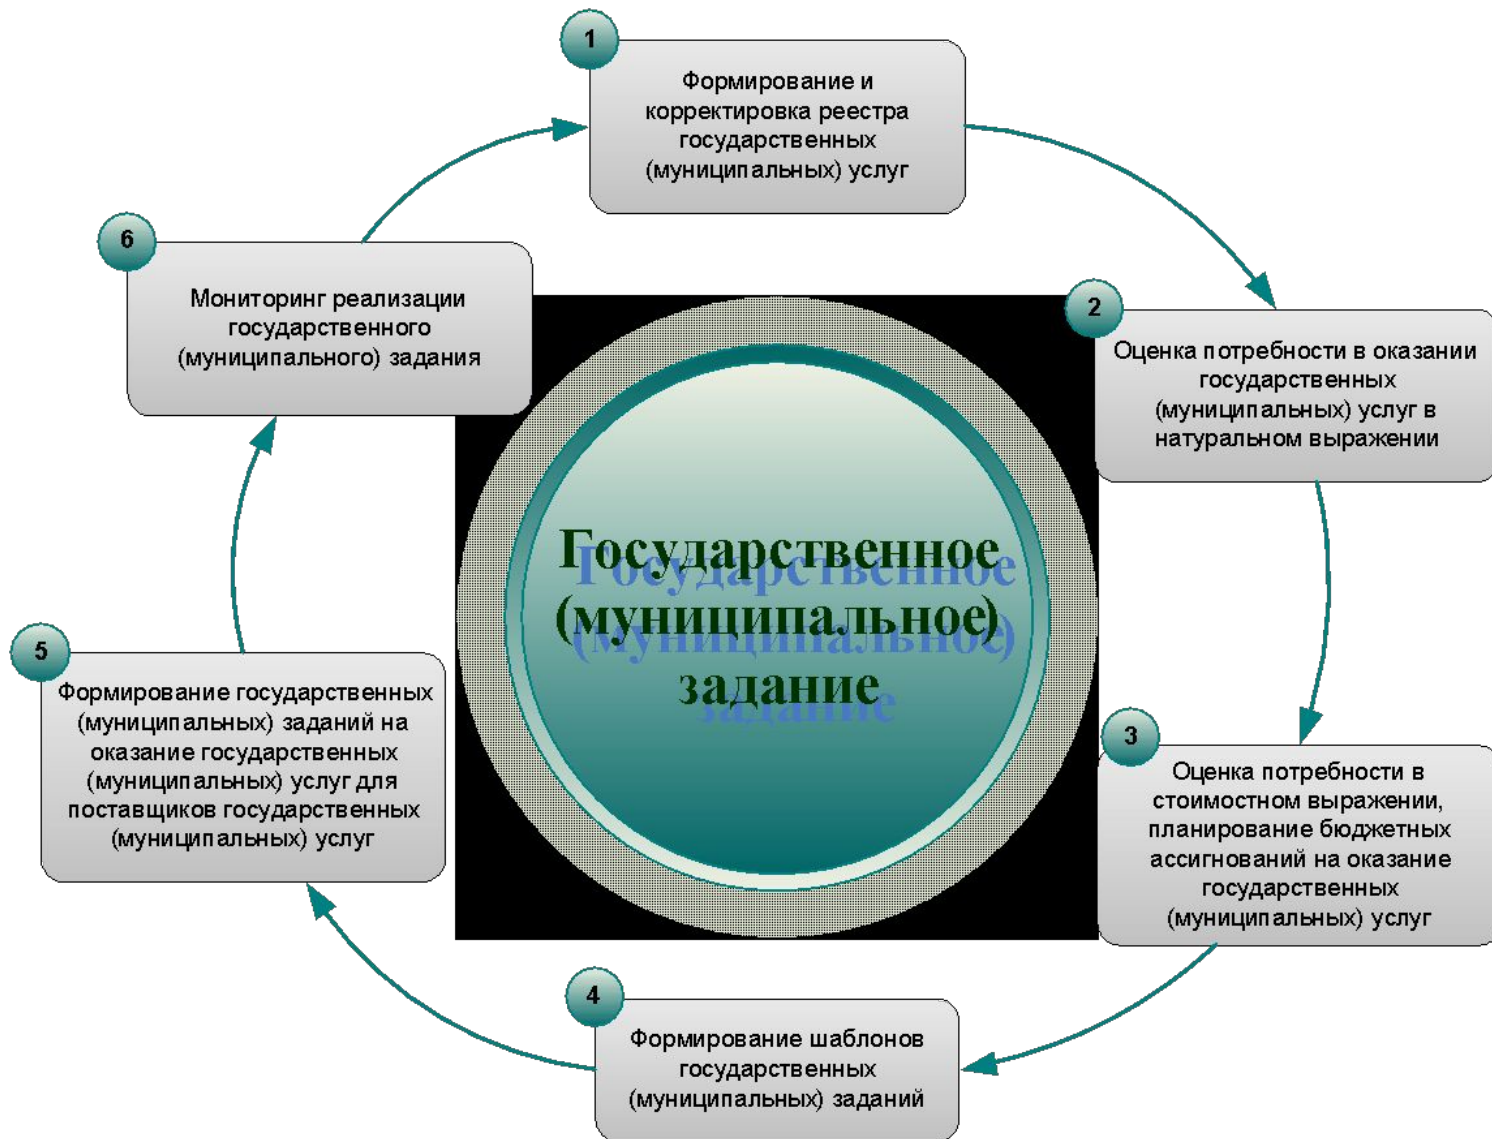 1
Формирование и
корректировка реестра
государственных
(муниципальных) услуг
2
Оценка потребности в оказании
государственных
(муниципальных) услуг в
натуральном выражении
3
Оценка потребности в
стоимостном выражении,
планирование бюджетных
ассигнований на оказание
государственных
(муниципальных) услуг
4
Формирование шаблонов
государственных
(муниципальных) заданий
5
Формирование государственных
(муниципальных) заданий на
оказание государственных
(муниципальных) услуг для
поставщиков государственных
(муниципальных) услуг
6
Мониторинг реализации
государственного
(муниципального) задания
Государственное
(муниципальное)
задание